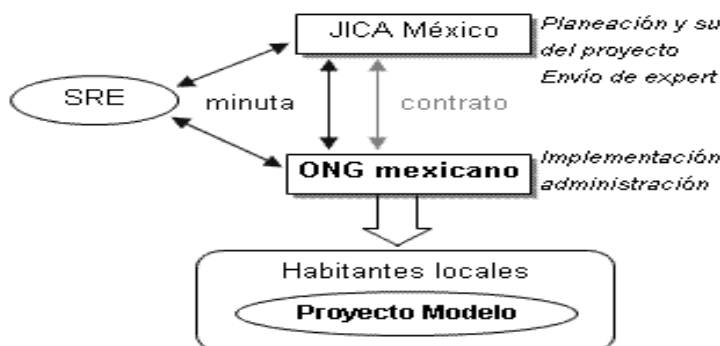 JICA México
Planeación y su
del proyecto
Envío de expert
SRE
minuta
contrato
ONG mexicano
Implementación
administración
Habitantes locales
Proyecto Modelo